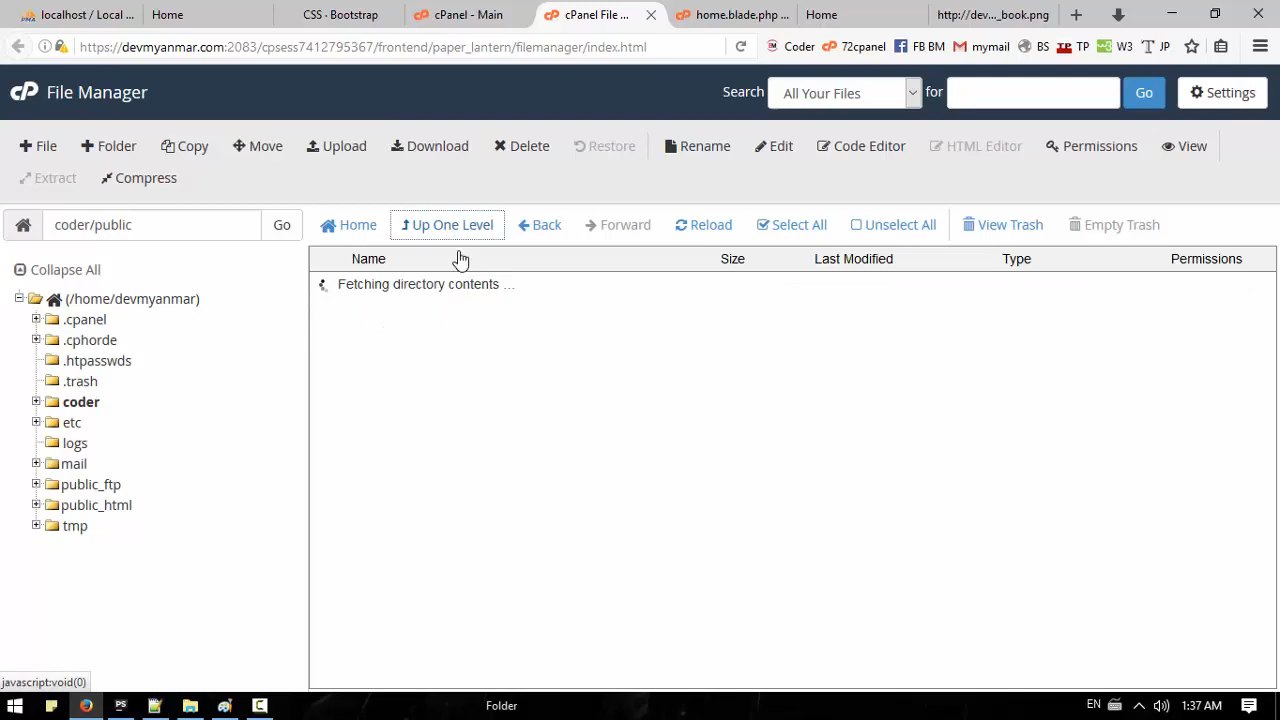 localhost / Local ...
Home
CSS · Bootstrap
cPanel - Main
cPanel File ...
home.blade.php ...
Home
http://dev..._book.png
https://devmyanmar.com:2083/cpsess7412795367/frontend/paper_lantern/filemanager/index.html
Coder
72cpanel
FB BM
mymail
BS
TP
W3
JP
cP File Manager
Search
All Your Files
for
Go
Settings
File
Folder
Copy
Move
Upload
Download
Delete
Restore
Rename
Edit
Code Editor
HTML Editor
Permissions
View
Extract
Compress
coder/public
Go
Home
Up One Level
Back
Forward
Reload
Select All
Unselect All
View Trash
Empty Trash
Name
Size
Last Modified
Type
Permissions
Fetching directory contents ...
Collapse All
(/home/devmyanmar)
.cpanel
.cphorde
.htpasswds
.trash
coder
etc
logs
mail
public_ftp
public_html
tmp
javascript:void(0)
Folder
EN
1:37 AM